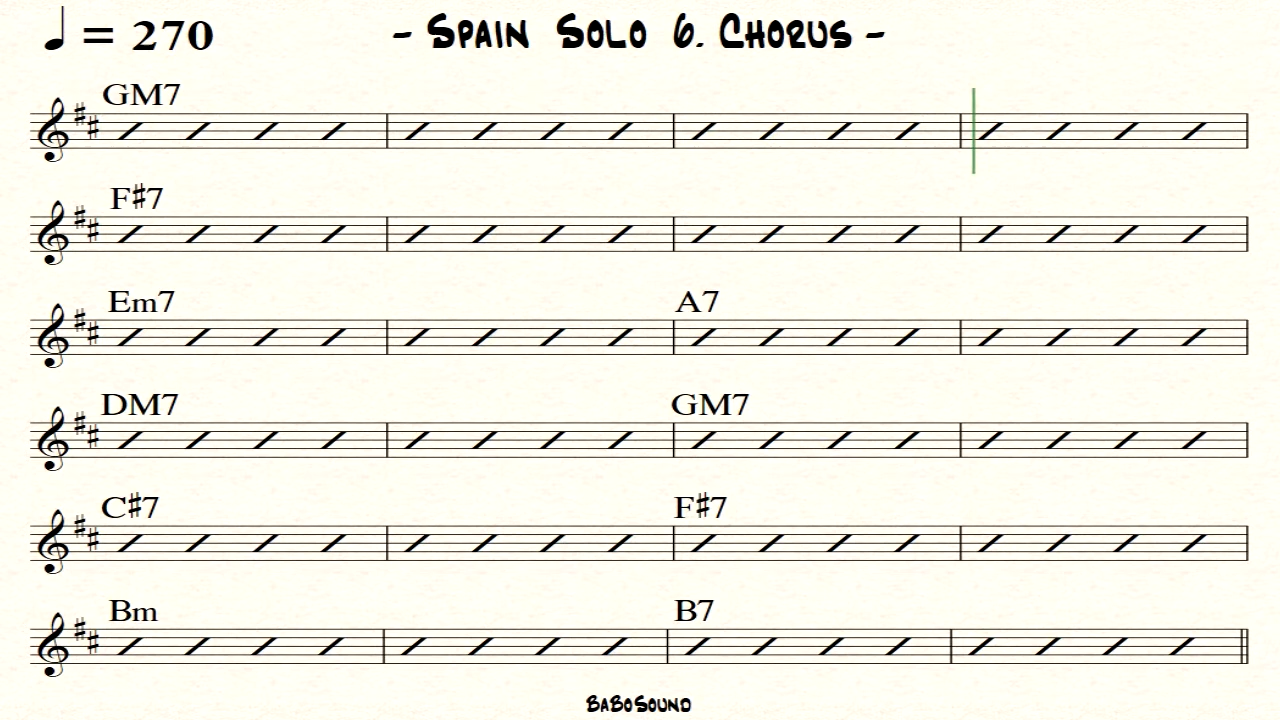 ♩ = 270
- SPAIN SOLO 6. CHORUS -
GM7
F♯7
Em7 A7
DM7 GM7
C♯7 F♯7
Bm B7
BABOSOUND